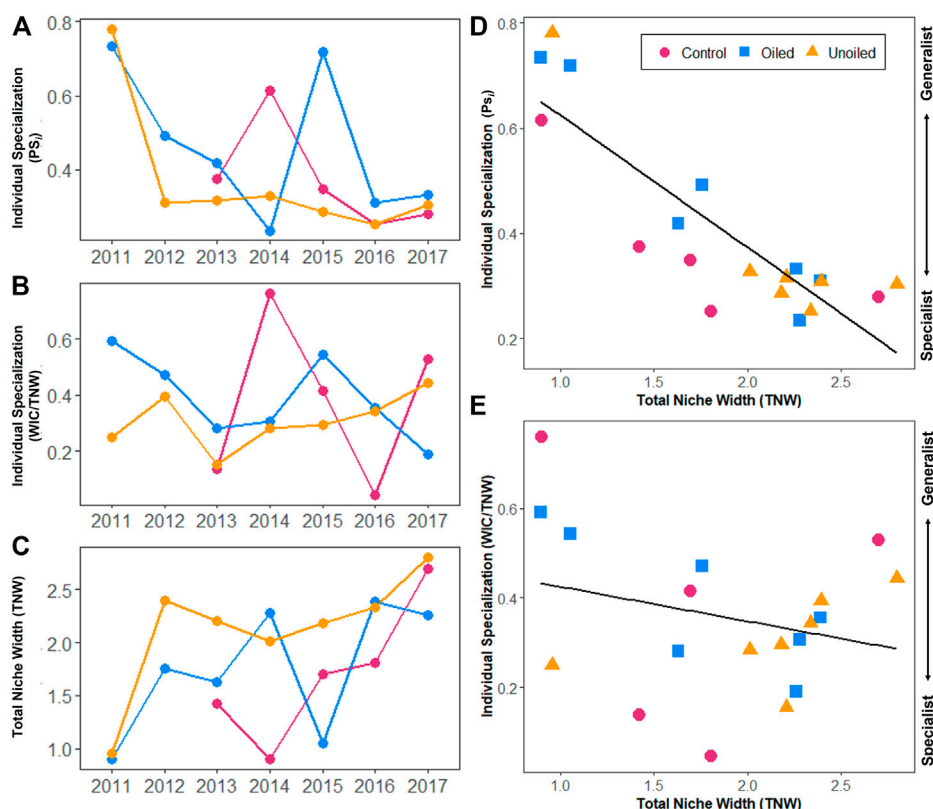 A
Individual Specialization
(PSi)
0.8
0.6
0.4
2011 2012 2013 2014 2015 2016 2017
B
Individual Specialization
(WIC/TNW)
0.6
0.4
0.2
2011 2012 2013 2014 2015 2016 2017
C
Total Niche Width (TNW)
2.5
2.0
1.5
1.0
2011 2012 2013 2014 2015 2016 2017
D
Individual Specialization (Psi)
0.8
0.6
0.4
0.2
Control Oiled Unoiled
1.0 1.5 2.0 2.5
Total Niche Width (TNW)
Generalist
Specialist
E
Individual Specialization (WIC/TNW)
0.6
0.4
0.2
1.0 1.5 2.0 2.5
Total Niche Width (TNW)
Generalist
Specialist